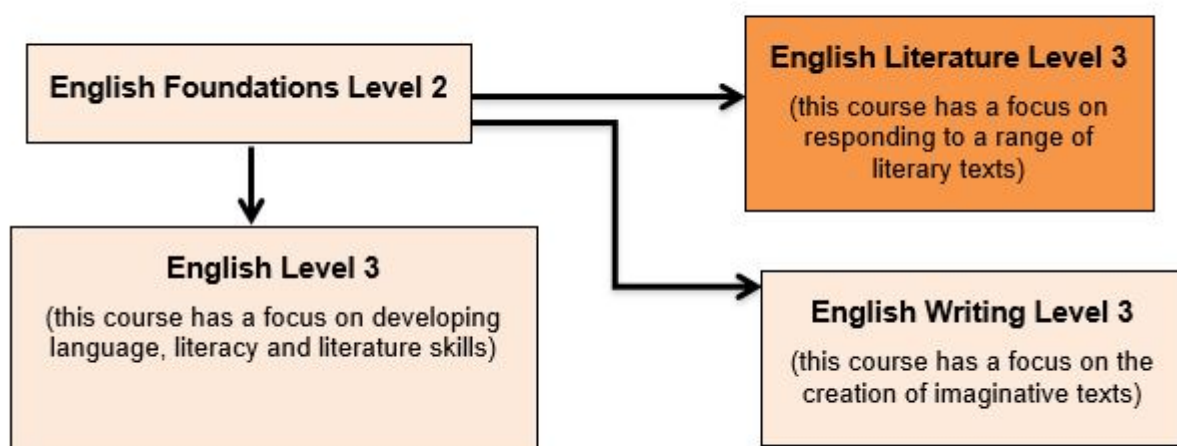 English Foundations Level 2
English Literature Level 3
(this course has a focus on
responding to a range of
literary texts)
English Level 3
(this course has a focus on developing
language, literacy and literature skills)
English Writing Level 3
(this course has a focus on the
creation of imaginative texts)